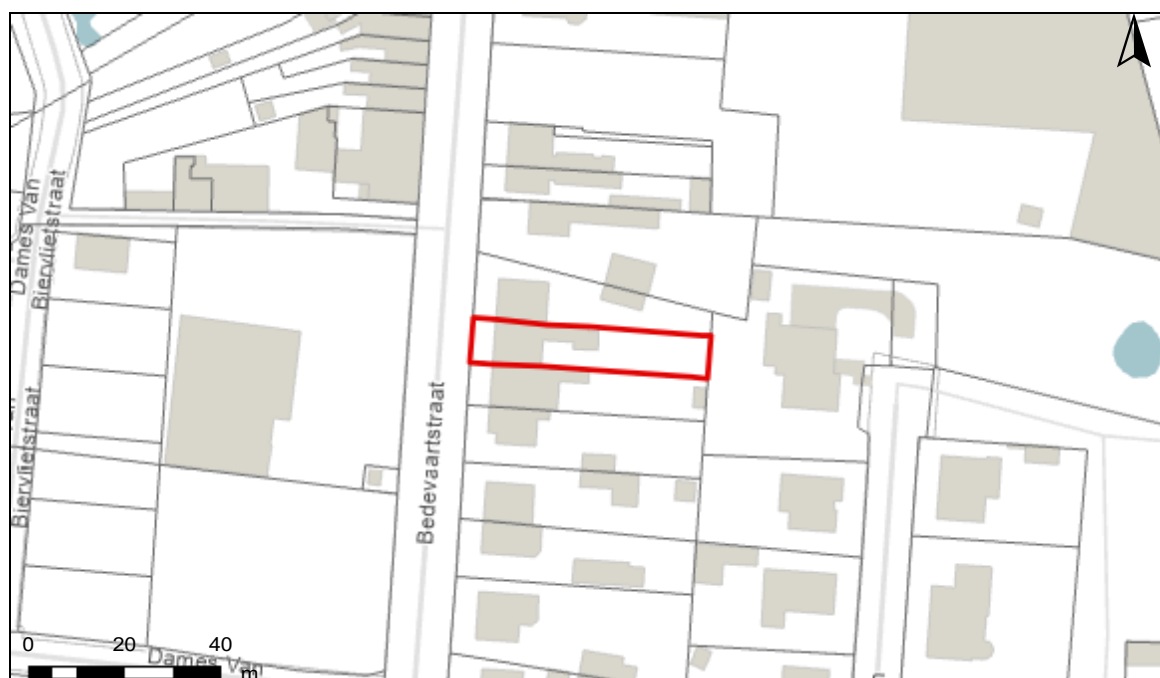 Dames Van
Biervlietstraat
Biervlietstraat
Bedevaartstraat
Dames Van
0 20 40
m